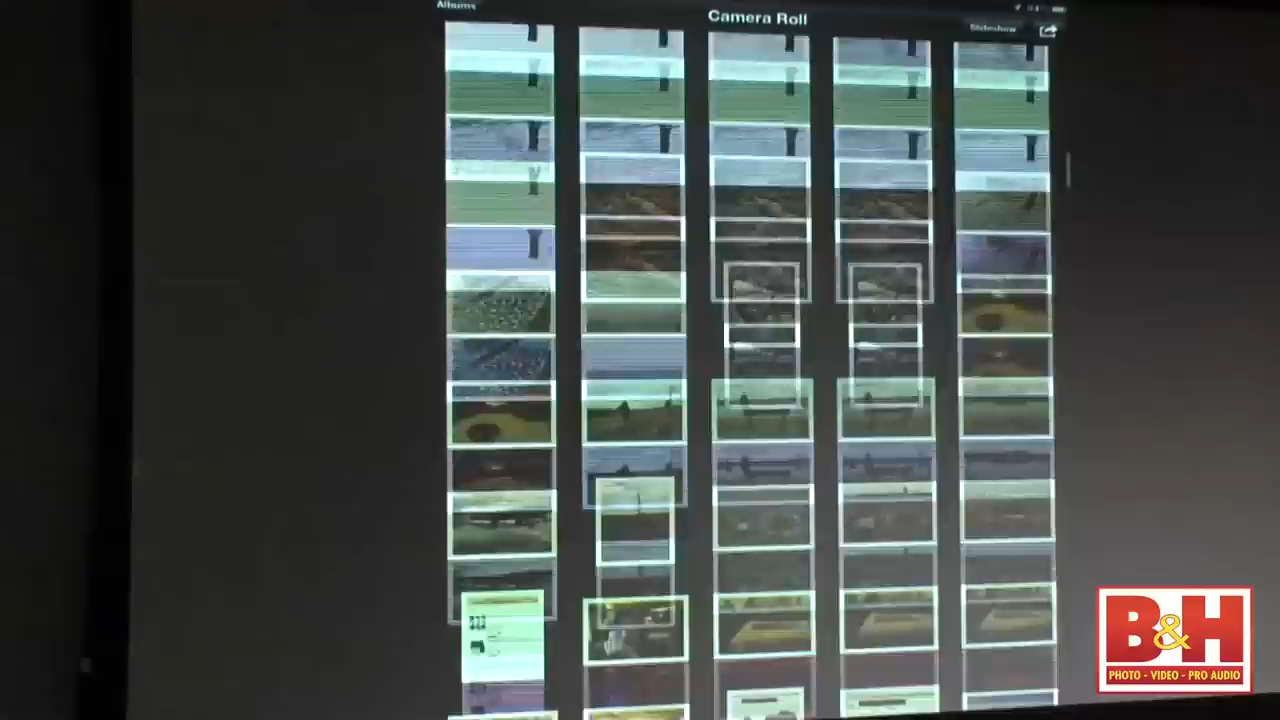 Albums
Camera Roll
Slideshow
B&H
PHOTO - VIDEO - PRO AUDIO